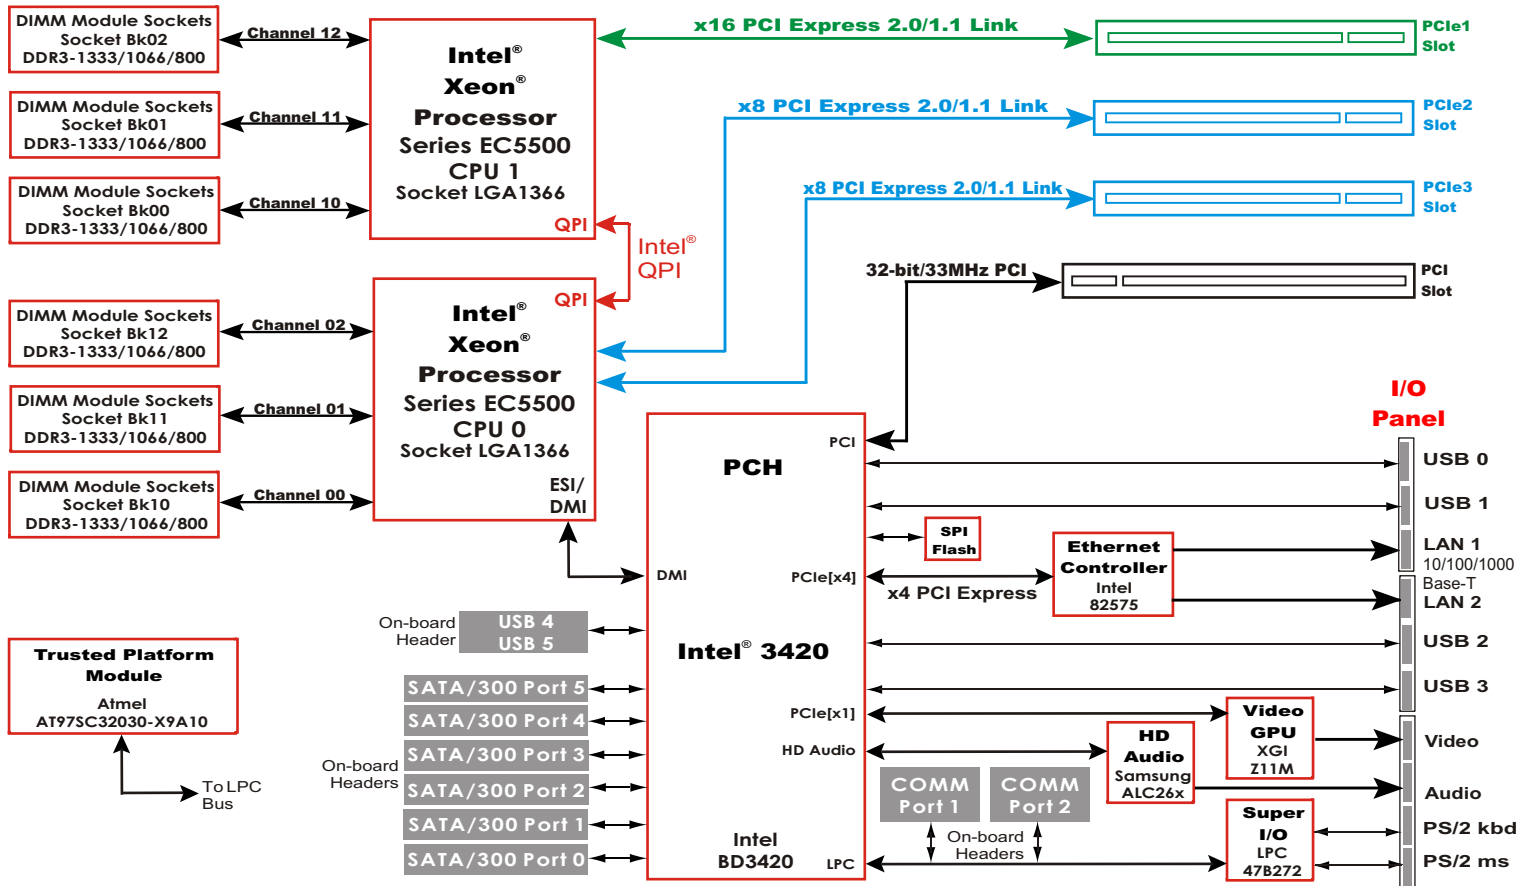 DIMM Module Sockets
Socket Bk02
DDR3-1333/1066/800
Channel 12
DIMM Module Sockets
Socket Bk01
DDR3-1333/1066/800
Channel 11
DIMM Module Sockets
Socket Bk00
DDR3-1333/1066/800
Channel 10
Intel®
Xeon®
Processor
Series EC5500
CPU 1
Socket LGA1366
QPI
Intel®
QPI
x16 PCI Express 2.0/1.1 Link
PCIe1
Slot
x8 PCI Express 2.0/1.1 Link
PCIe2
Slot
x8 PCI Express 2.0/1.1 Link
PCIe3
Slot
32-bit/33MHz PCI
PCI
Slot
DIMM Module Sockets
Socket Bk12
DDR3-1333/1066/800
Channel 02
DIMM Module Sockets
Socket Bk11
DDR3-1333/1066/800
Channel 01
DIMM Module Sockets
Socket Bk10
DDR3-1333/1066/800
Channel 00
QPI
Intel®
Xeon®
Processor
Series EC5500
CPU 0
Socket LGA1366
ESI/
DMI
PCI
PCH
DMI
PCIe[x4]
Intel® 3420
PCIe[x1]
HD Audio
Intel
BD3420
LPC
SPI
Flash
x4 PCI Express
Ethernet
Controller
Intel
82575
I/O
Panel
USB 0
USB 1
LAN 1
10/100/1000
Base-T
LAN 2
USB 2
USB 3
Video
Audio
PS/2 kbd
PS/2 ms
Video
GPU
XGI
Z11M
HD
Audio
Samsung
ALC26x
COMM
Port 1
COMM
Port 2
On-board
Headers
Super
I/O
LPC
47B272
On-board
Header
USB 4
USB 5
SATA/300 Port 5
SATA/300 Port 4
SATA/300 Port 3
SATA/300 Port 2
SATA/300 Port 1
SATA/300 Port 0
On-board
Headers
Trusted Platform
Module
Atmel
AT97SC32030-X9A10
To LPC
Bus